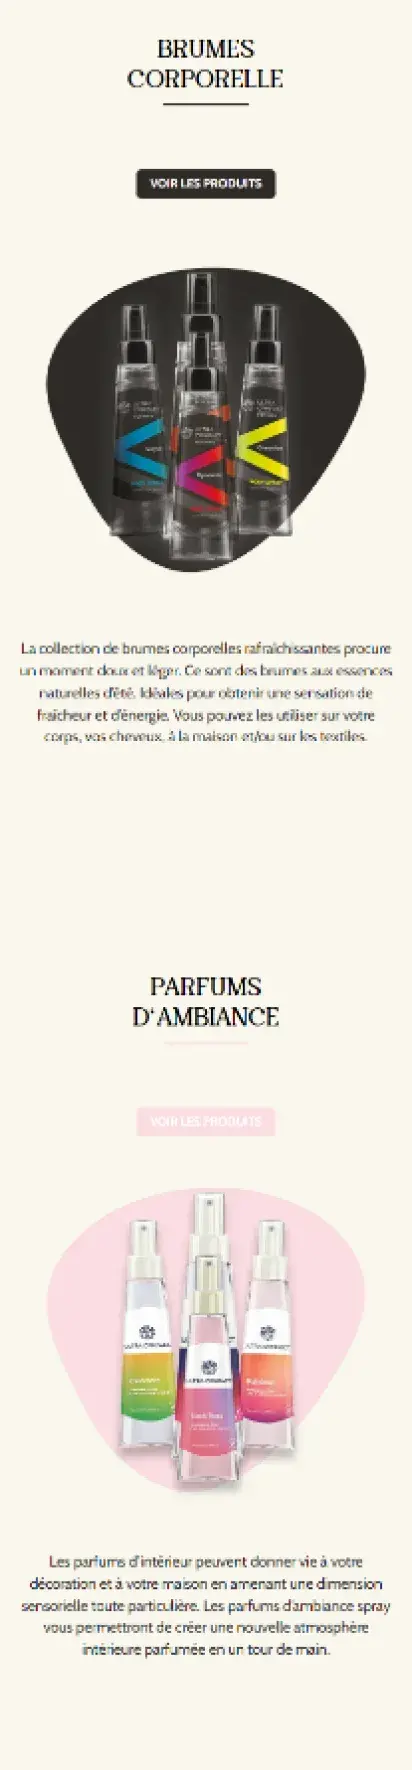 BRUMES
CORPORELLE
VOIR LES PRODUITS
La collection de brumes corporelles rafraîchissantes procure
un moment doux et léger. Ce sont des brumes aux essences
naturelles d'été. Idéales pour obtenir une sensation de
fraîcheur et d'énergie. Vous pouvez les utiliser sur votre
corps, vos cheveux, à la maison et/ou sur les textiles.
PARFUMS
D'AMBIANCE
VOIR LES PRODUITS
Les parfums d'intérieur peuvent donner vie à votre
décoration et à votre maison en amenant une dimension
sensorielle toute particulière. Les parfums d'ambiance spray
vous permettront de créer une nouvelle atmosphère
intérieure parfumée en un tour de main.